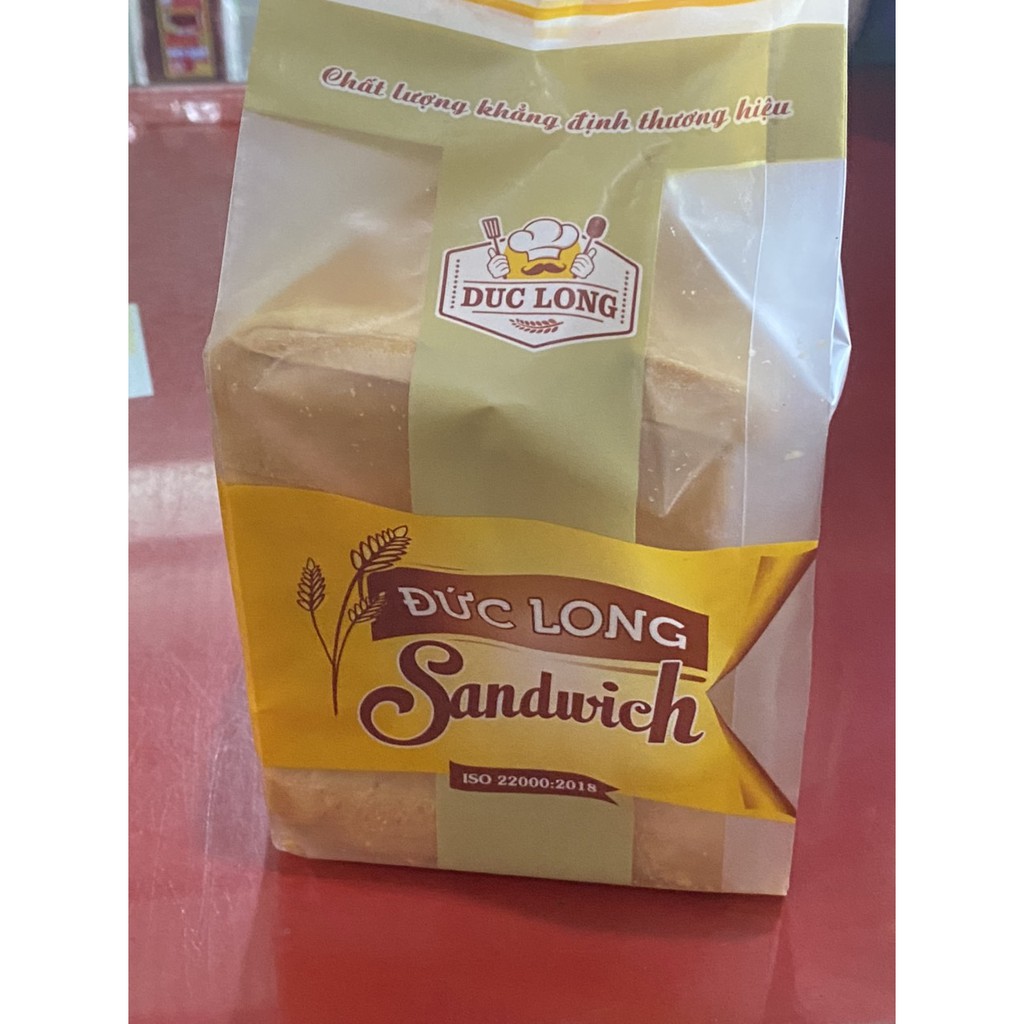 Chất lượng khẳng định thương hiệu
DUC LONG
ĐỨC LONG
Sandwich
ISO 22000:2018